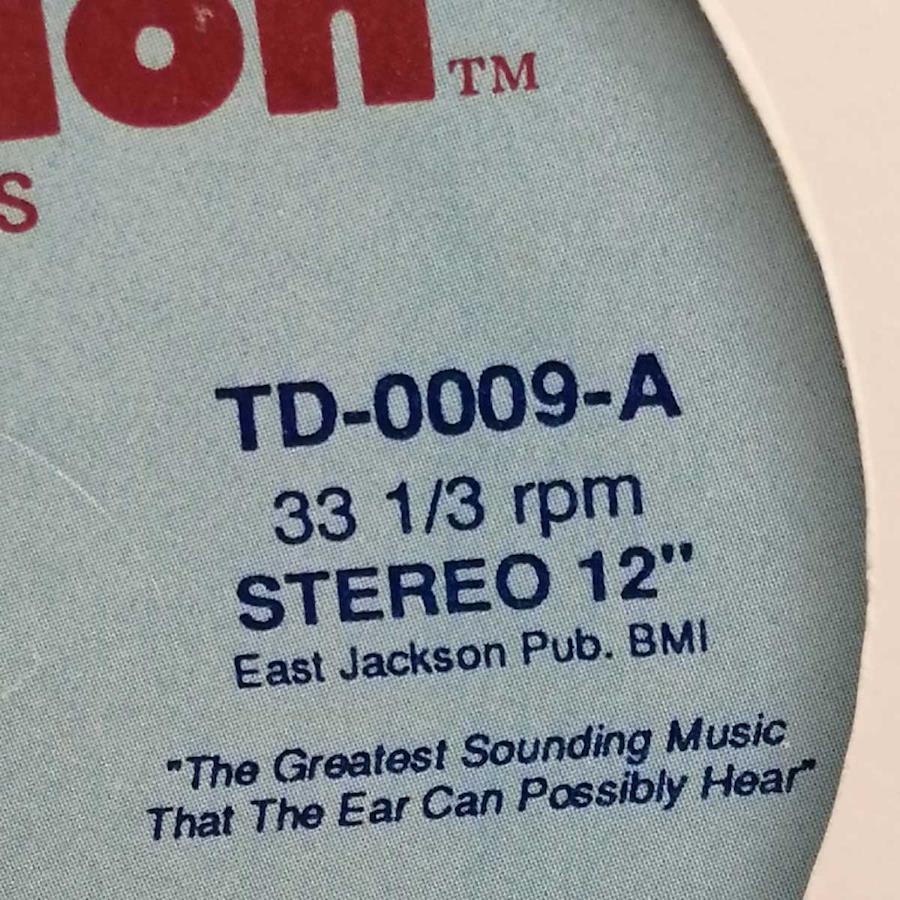 ion TM
s
TD-0009-A
33 1/3 rpm
STEREO 12"
East Jackson Pub. BMI
"The Greatest Sounding Music
That The Ear Can Possibly Hear"